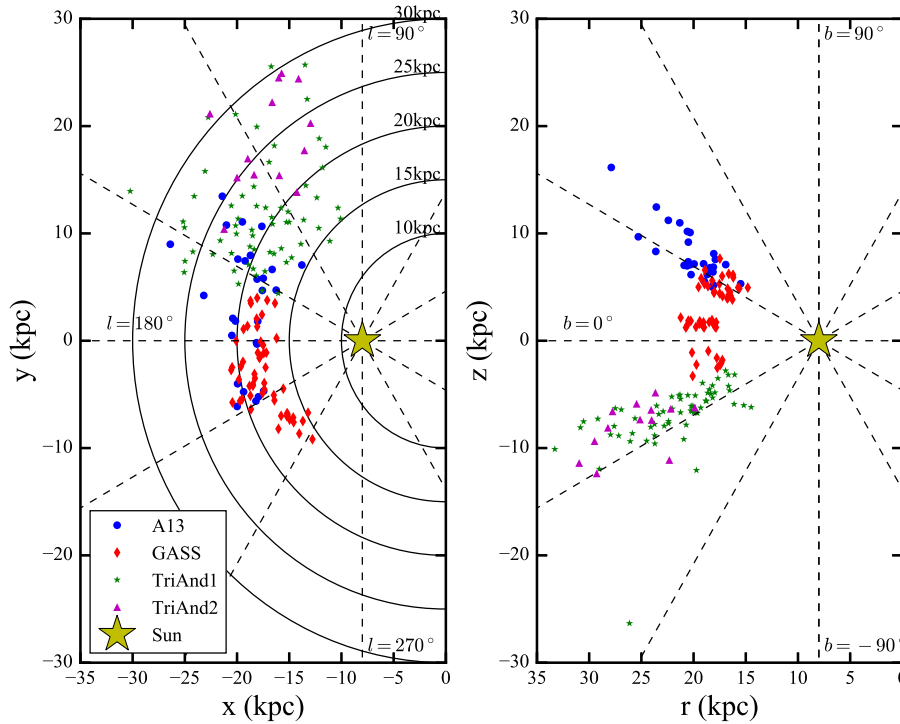 30kpc
25kpc
20kpc
15kpc
10kpc
l = 90°
l = 180°
l = 270°
30
20
10
0
−10
−20
−30
y (kpc)
A13
GASS
TriAnd1
TriAnd2
Sun
−35 −30 −25 −20 −15 −10 −5 0
x (kpc)
b = 90°
b = 0°
b = −90°
30
20
10
0
−10
−20
−30
z (kpc)
35 30 25 20 15 10 5 0
r (kpc)